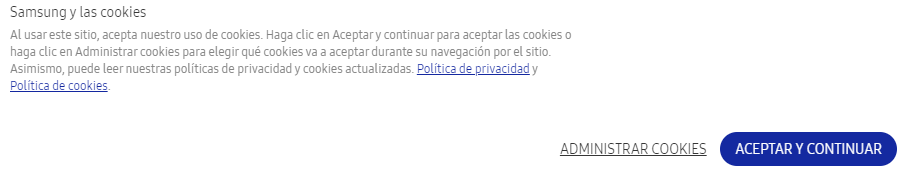 Samsung y las cookies
Al usar este sitio, acepta nuestro uso de cookies. Haga clic en Aceptar y continuar para aceptar las cookies o
haga clic en Administrar cookies para elegir qué cookies va a aceptar durante su navegación por el sitio.
Asimismo, puede leer nuestras políticas de privacidad y cookies actualizadas. Política de privacidad y
Política de cookies.
ADMINISTRAR COOKIES ACEPTAR Y CONTINUAR